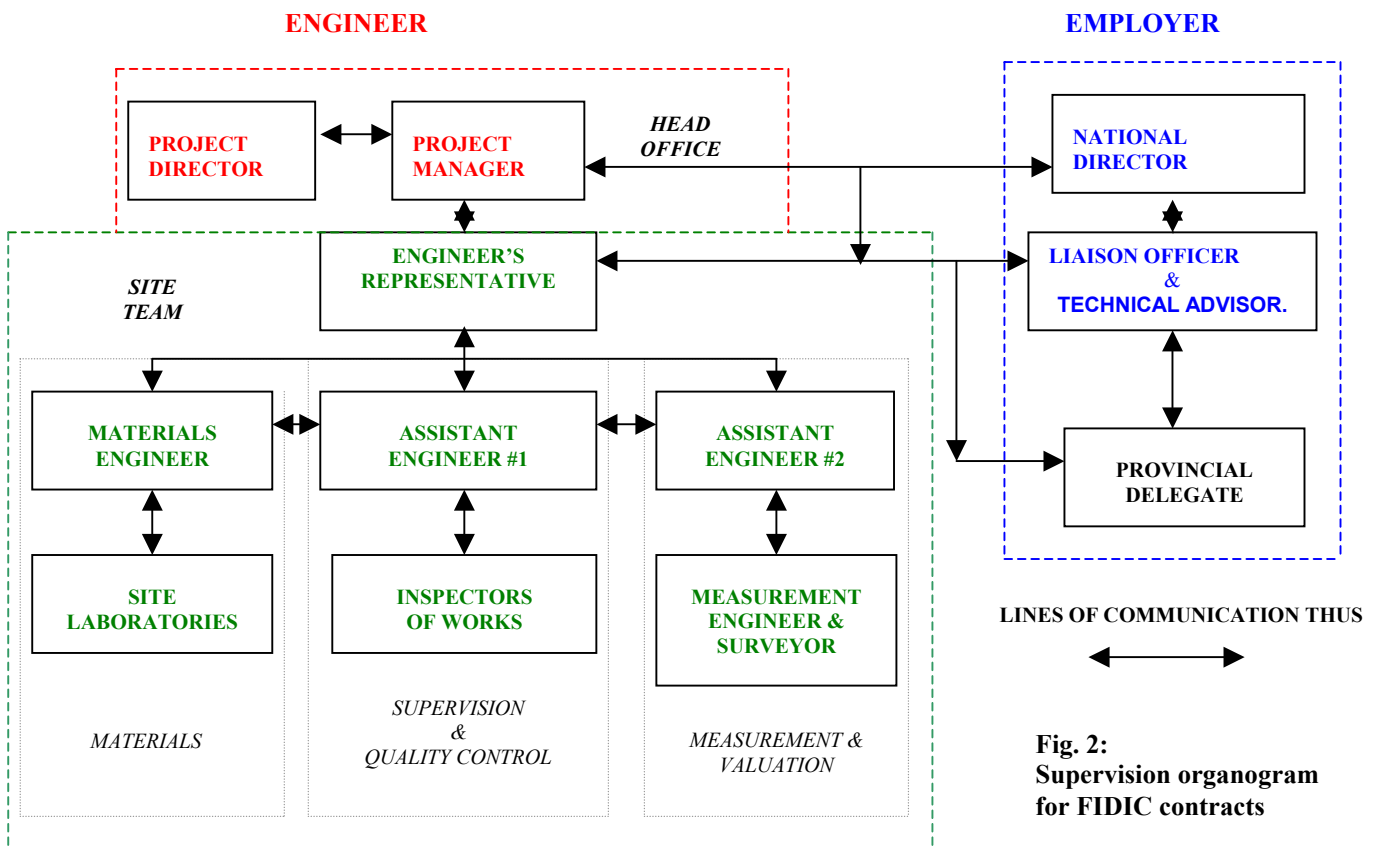 ENGINEER
EMPLOYER
PROJECT
DIRECTOR
PROJECT
MANAGER
HEAD
OFFICE
NATIONAL
DIRECTOR
ENGINEER'S
REPRESENTATIVE
LIAISON OFFICER
&
TECHNICAL ADVISOR.
SITE
TEAM
MATERIALS
ENGINEER
ASSISTANT
ENGINEER #1
ASSISTANT
ENGINEER #2
PROVINCIAL
DELEGATE
SITE
LABORATORIES
INSPECTORS
OF WORKS
MEASUREMENT
ENGINEER &
SURVEYOR
LINES OF COMMUNICATION THUS
MATERIALS
SUPERVISION
&
QUALITY CONTROL
MEASUREMENT &
VALUATION
Fig. 2:
Supervision organogram
for FIDIC contracts